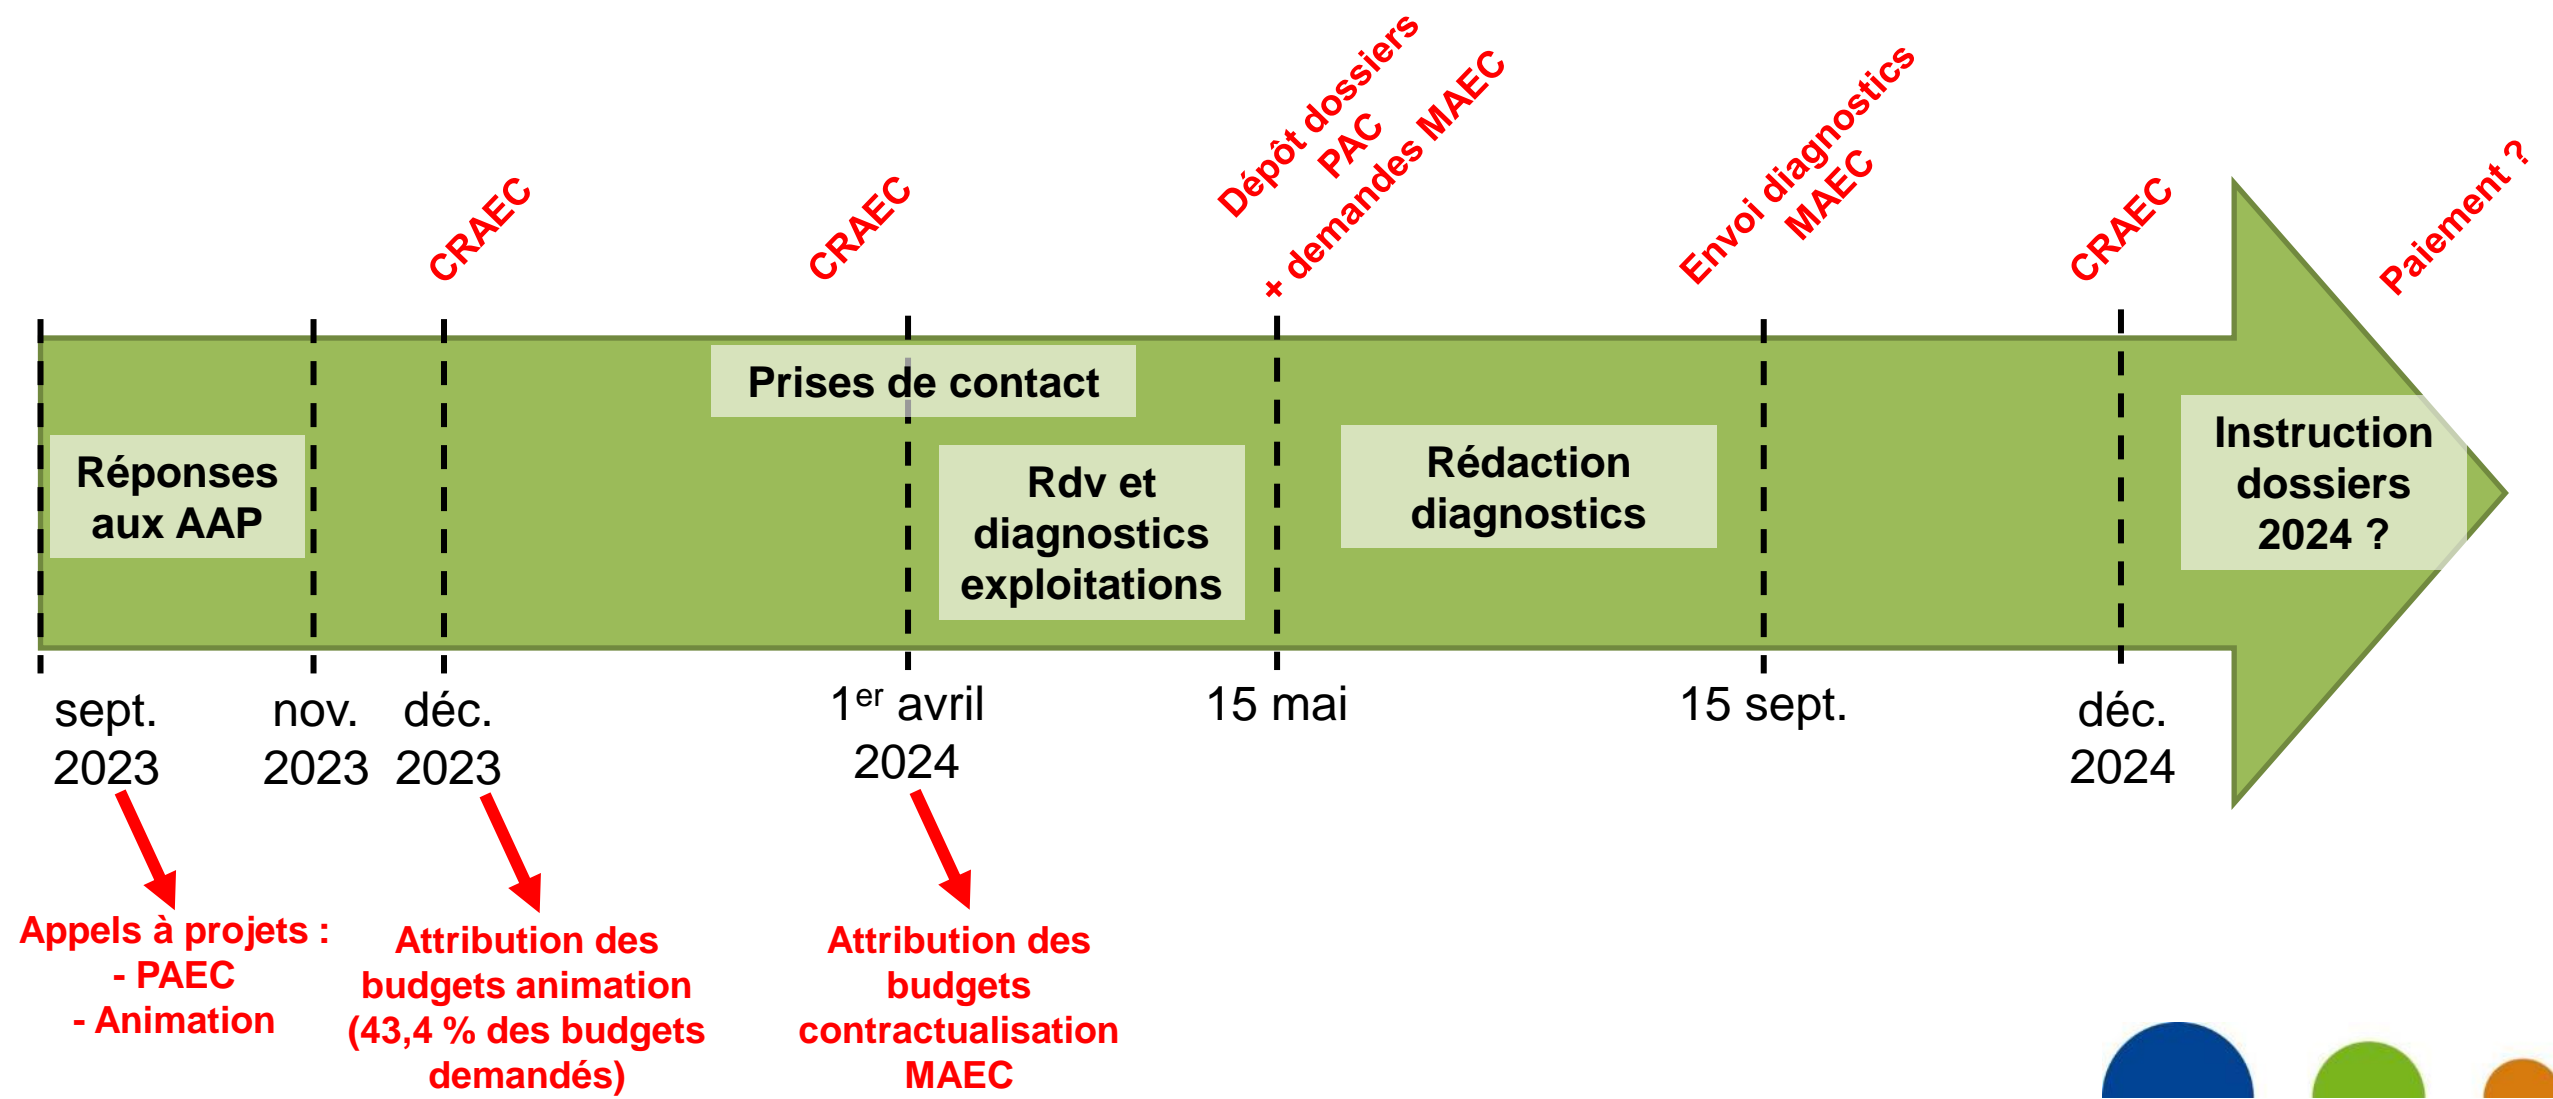 CRAEC
CRAEC
Dépôt dossiers
PAC
+ demandes MAEC
Envoi diagnostics
MAEC
CRAEC
Paiement ?
Réponses
aux AAP
Prises de contact
Rdv et
diagnostics
exploitations
Rédaction
diagnostics
Instruction
dossiers
2024 ?
sept.
2023
nov.
2023
déc.
2023
1er avril
2024
15 mai
15 sept.
déc.
2024
Appels à projets :
- PAEC
- Animation
Attribution des
budgets animation
(43,4 % des budgets
demandés)
Attribution des
budgets
contractualisation
MAEC